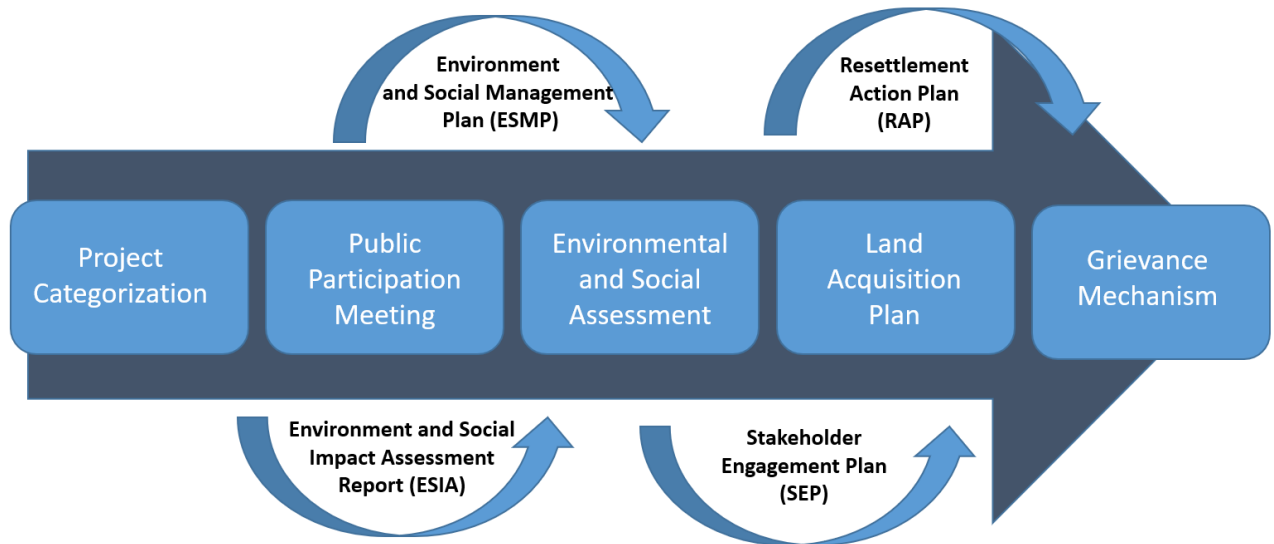 Environment
and Social Management
Plan (ESMP)
Resettlement
Action Plan
(RAP)
Project
Categorization
Public
Participation
Meeting
Environmental
and Social
Assessment
Land
Acquisition
Plan
Grievance
Mechanism
Environment and Social
Impact Assessment
Report (ESIA)
Stakeholder
Engagement Plan
(SEP)